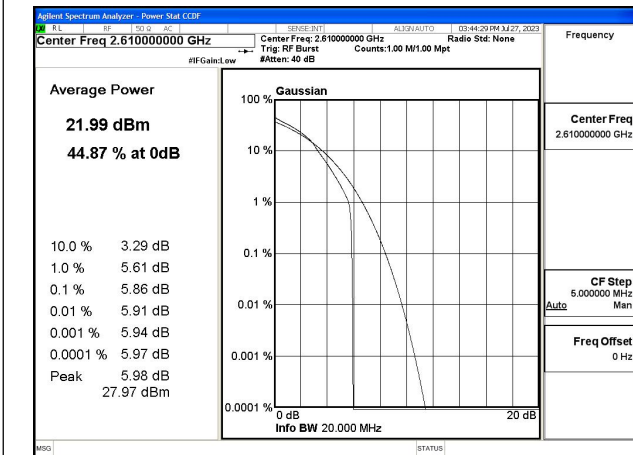 Agilent Spectrum Analyzer - Power Stat CCDF
RL RF 50 Ω AC SENSE:INT ALIGN AUTO 03:44:29 PM Jul 27, 2023
Center Freq 2.610000000 GHz
Center Freq: 2.610000000 GHz Radio Std: None
Trig: RF Burst Counts:1.00 M/1.00 Mpt
#IFGain:Low #Atten: 40 dB
Frequency
Average Power
21.99 dBm
44.87 % at 0dB
10.0 % 3.29 dB
1.0 % 5.61 dB
0.1 % 5.86 dB
0.01 % 5.91 dB
0.001 % 5.94 dB
0.0001 % 5.97 dB
Peak 5.98 dB
27.97 dBm
Gaussian
100 %
10 %
1 %
0.1 %
0.01 %
0.001 %
0.0001 %
0 dB 20 dB
Info BW 20.000 MHz
Center Freq
2.610000000 GHz
CF Step
5.000000 MHz
Auto Man
Freq Offset
0 Hz
MSG STATUS